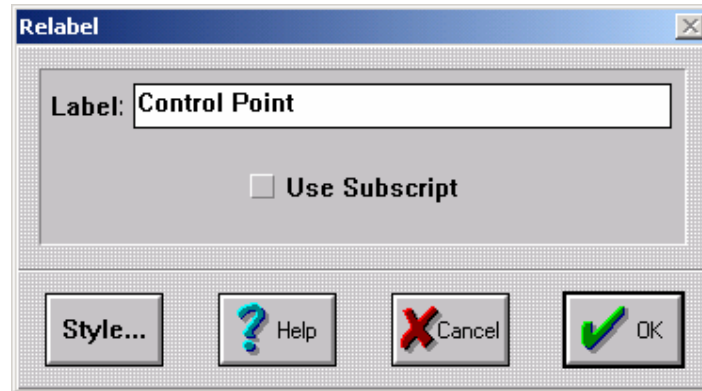 Relabel
Label: Control Point
Use Subscript
Style... Help Cancel OK